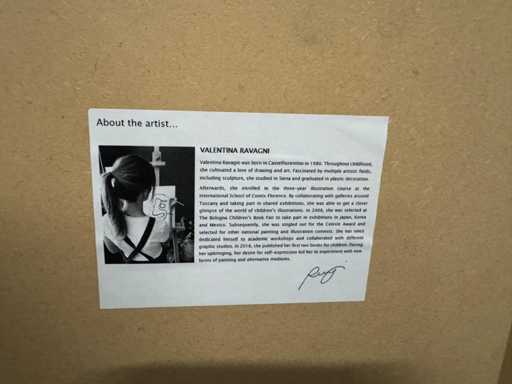 About the artist...
VALENTINA RAVAGNI
Valentina Ravagni was born in Castelfiorentino in 1980. Throughout childhood,
she cultivated a love of drawing and art. Fascinated by multiple artistic fields,
including sculpture, she studied in Siena and graduated in plastic decoration.
Afterwards, she enrolled in the three-year illustration course at the
International School of Comix Florence. By collaborating with galleries around
Tuscany and taking part in shared exhibitions, she was able to get a closer
glimpse of the world of children's illustrations. In 2006, she was selected at
The Bologna Children's Book Fair to take part in exhibitions in Japan, Korea
and Mexico. Subsequently, she was singled out for the Celeste Award and
selected for other national painting and illustration contests. She has since
dedicated herself to academic workshops and collaborated with different
graphic studios. In 2014, she published her first two books for children. During
her upbringing, her desire for self-expression led her to experiment with new
forms of painting and alternative mediums.